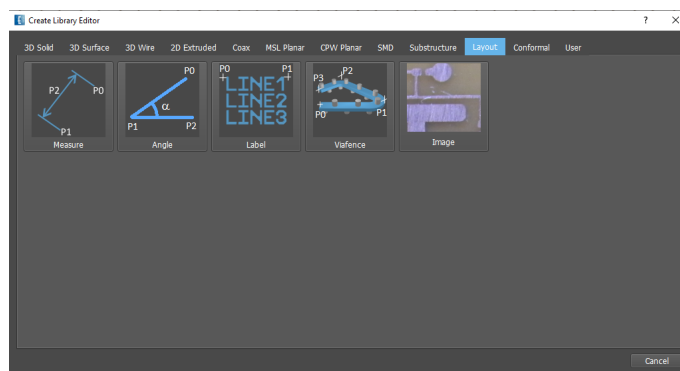 Create Library Editor
? X
3D Solid 3D Surface 3D Wire 2D Extruded Coax MSL Planar CPW Planar SMD Substructure Layout Conformal User
P2 P0
P1
Measure
P0
α
P1 P2
Angle
P0 P1
LINE1
LINE2
LINE3
Label
P3 P2
P0 P1
Viafence
Image
Cancel